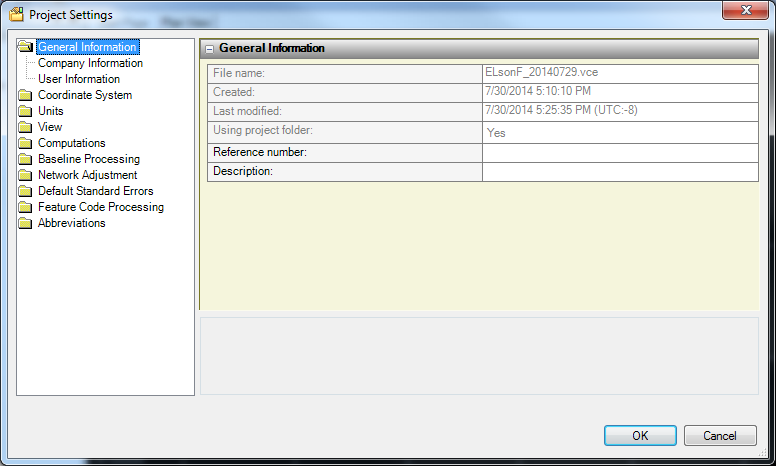 Project Settings
General Information
Company Information
User Information
Coordinate System
Units
View
Computations
Baseline Processing
Network Adjustment
Default Standard Errors
Feature Code Processing
Abbreviations
General Information
File name: ELsonF_20140729.vce
Created: 7/30/2014 5:10:10 PM
Last modified: 7/30/2014 5:25:35 PM (UTC:-8)
Using project folder: Yes
Reference number:
Description:
OK Cancel